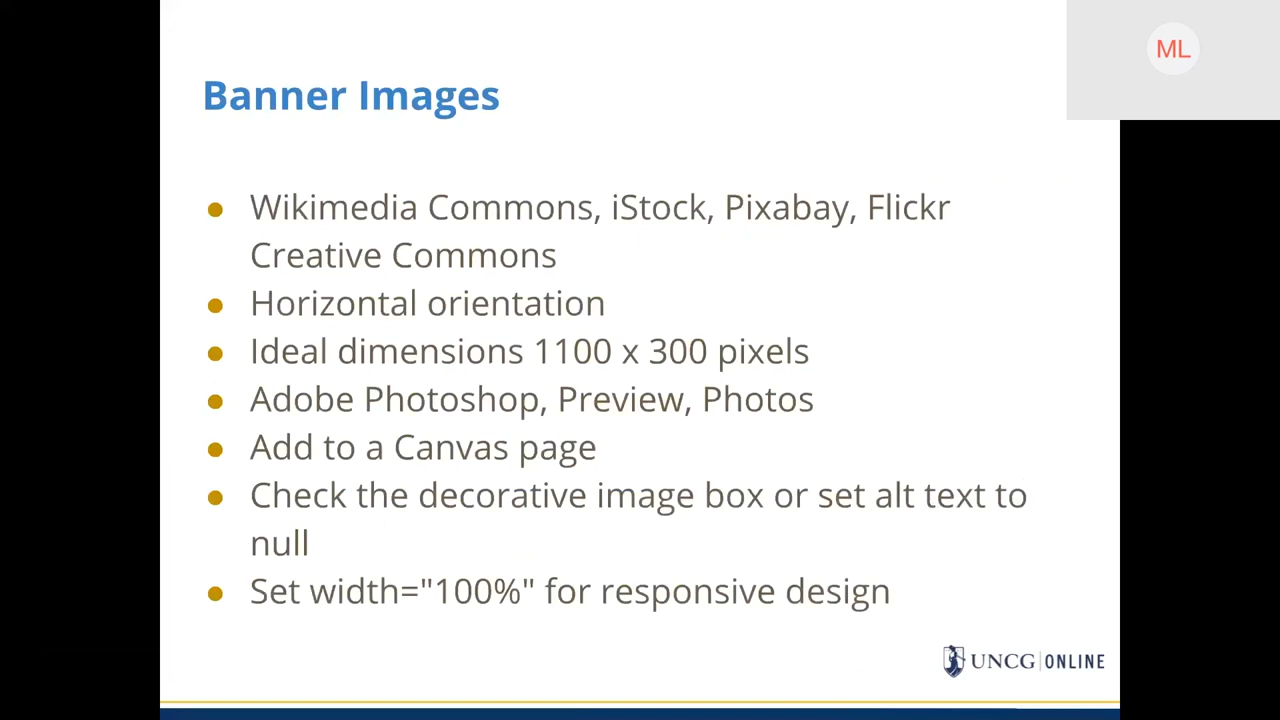 ML
Banner Images
● Wikimedia Commons, iStock, Pixabay, Flickr
Creative Commons
● Horizontal orientation
● Ideal dimensions 1100 x 300 pixels
● Adobe Photoshop, Preview, Photos
● Add to a Canvas page
● Check the decorative image box or set alt text to
null
● Set width="100%" for responsive design
UNCG | ONLINE